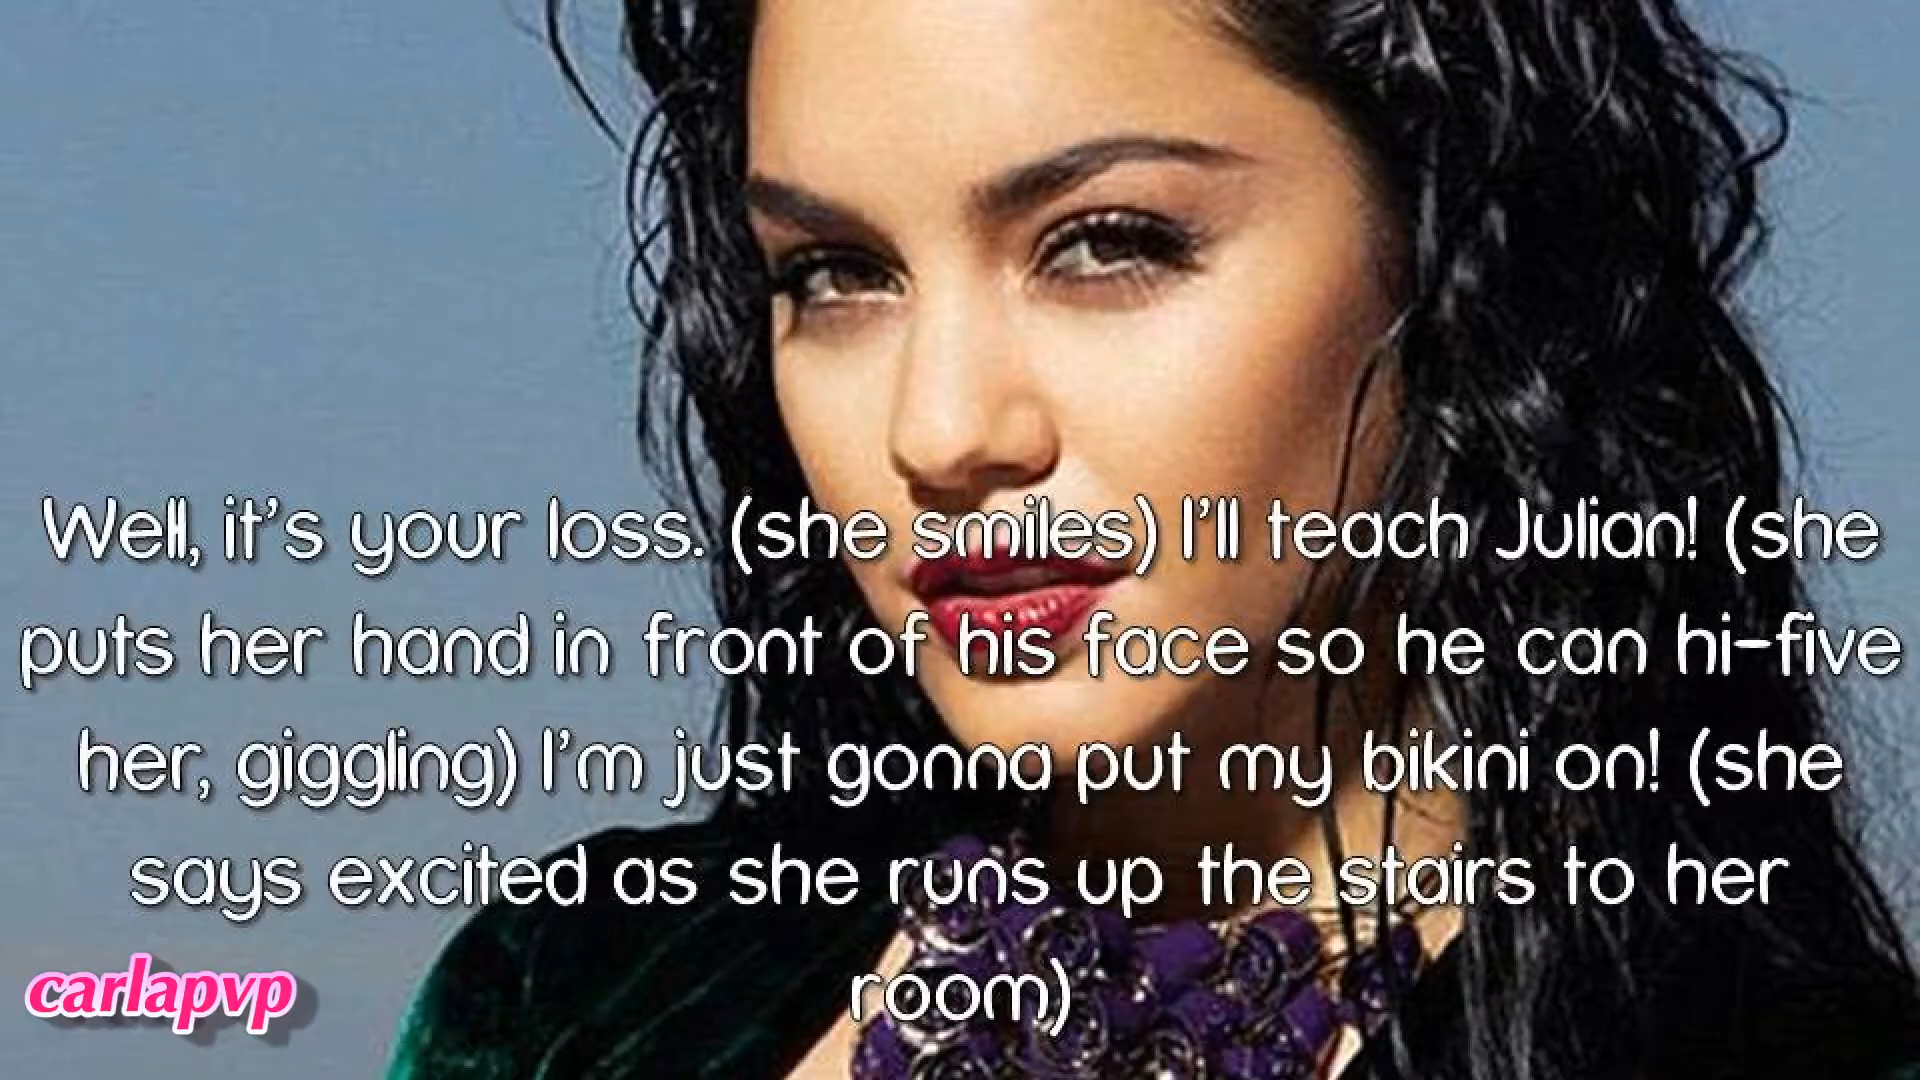 Well, it's your loss. (she smiles) I'll teach Julian! (she
puts her hand in front of his face so he can hi-five
her, giggling) I'm just gonna put my bikini on! (she
says excited as she runs up the stairs to her
room)
carlapvp